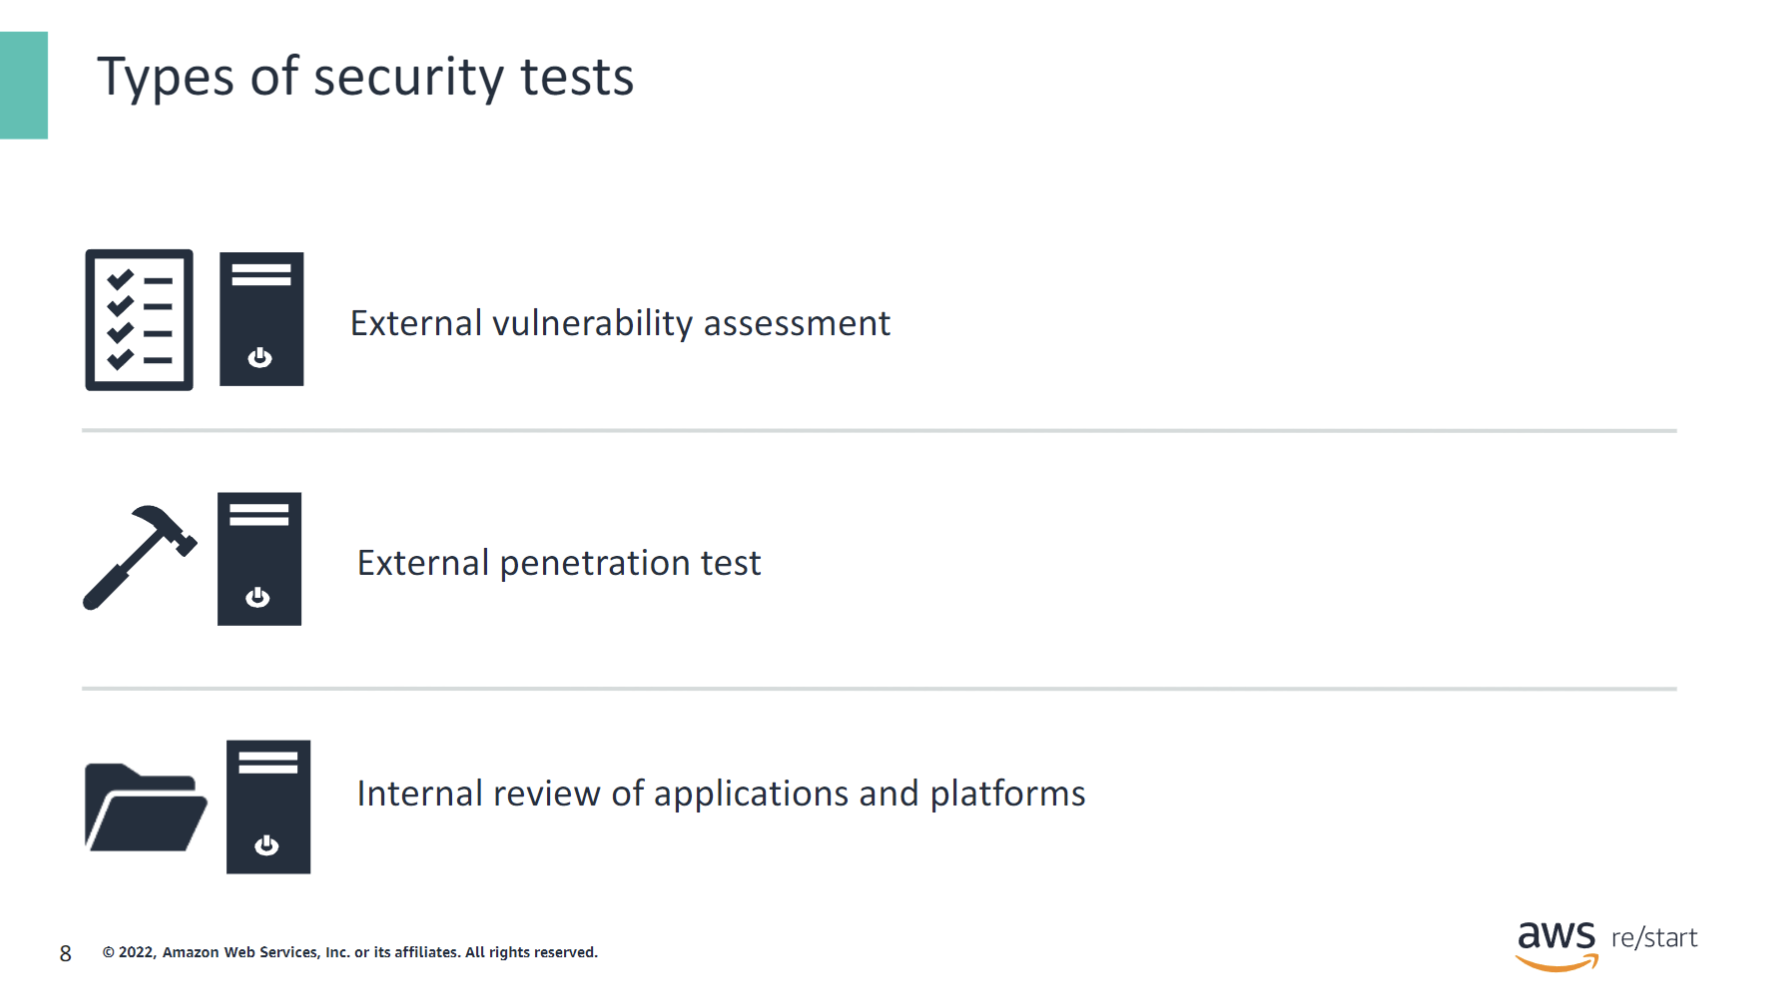 Types of security tests
External vulnerability assessment
External penetration test
Internal review of applications and platforms
8
© 2022, Amazon Web Services, Inc. or its affiliates. All rights reserved.
aws re/start